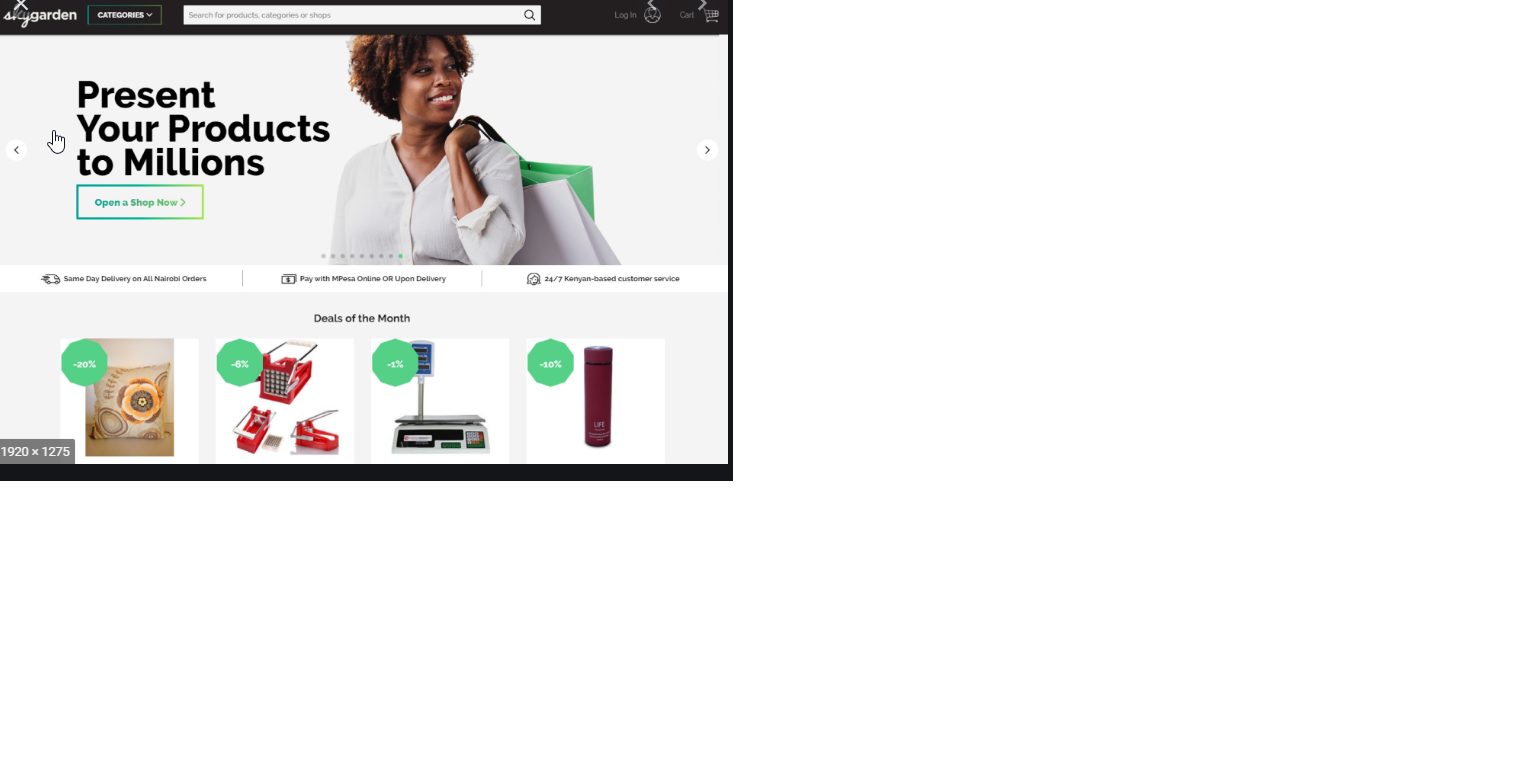 skygarden
CATEGORIES
Search for products, categories or shops
Log In
Cart
Present
Your Products
to Millions
Open a Shop Now
Same Day Delivery on All Nairobi Orders
Pay with MPesa Online OR Upon Delivery
24/7 Kenyan-based customer service
Deals of the Month
-20%
-6%
-1%
-10%
LIFE
1920 × 1275